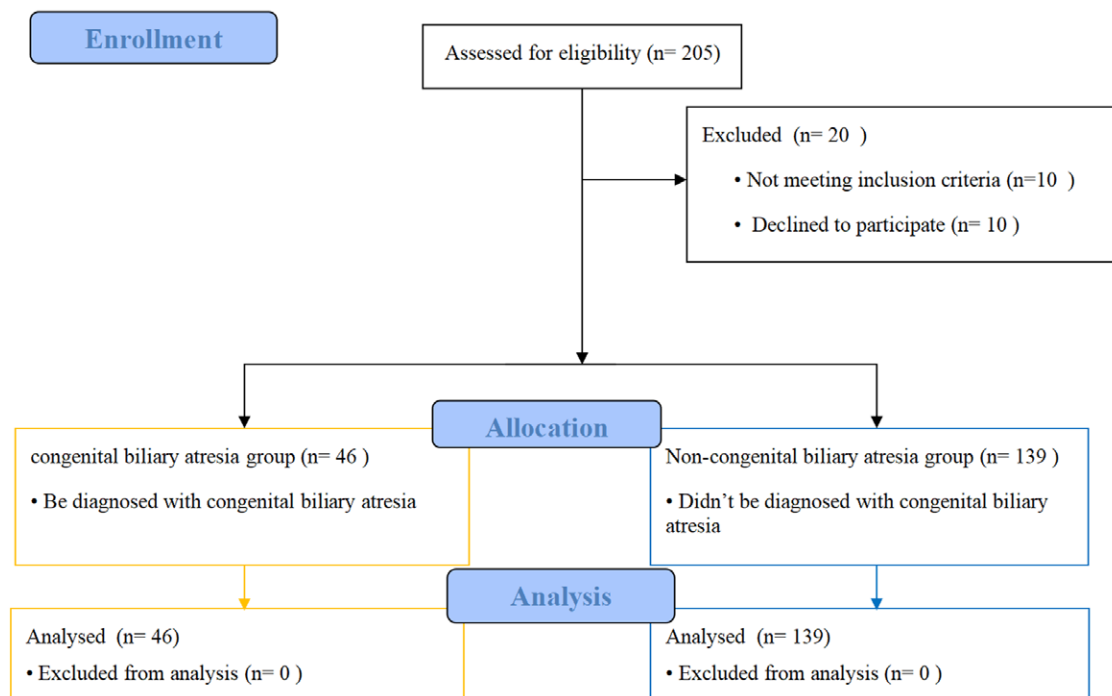 Enrollment
Assessed for eligibility (n= 205)
Excluded (n= 20 )
• Not meeting inclusion criteria (n=10 )
• Declined to participate (n= 10 )
Allocation
congenital biliary atresia group (n= 46 )
• Be diagnosed with congenital biliary atresia
Non-congenital biliary atresia group (n= 139 )
• Didn’t be diagnosed with congenital biliary
atresia
Analysis
Analysed (n= 46)
• Excluded from analysis (n= 0 )
Analysed (n= 139)
• Excluded from analysis (n= 0 )